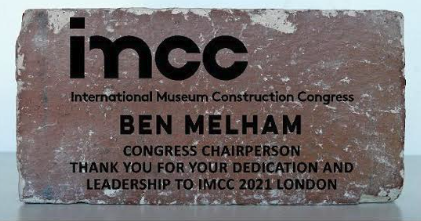 imcc
International Museum Construction Congress
BEN MELHAM
CONGRESS CHAIRPERSON
THANK YOU FOR YOUR DEDICATION AND
LEADERSHIP TO IMCC 2021 LONDON